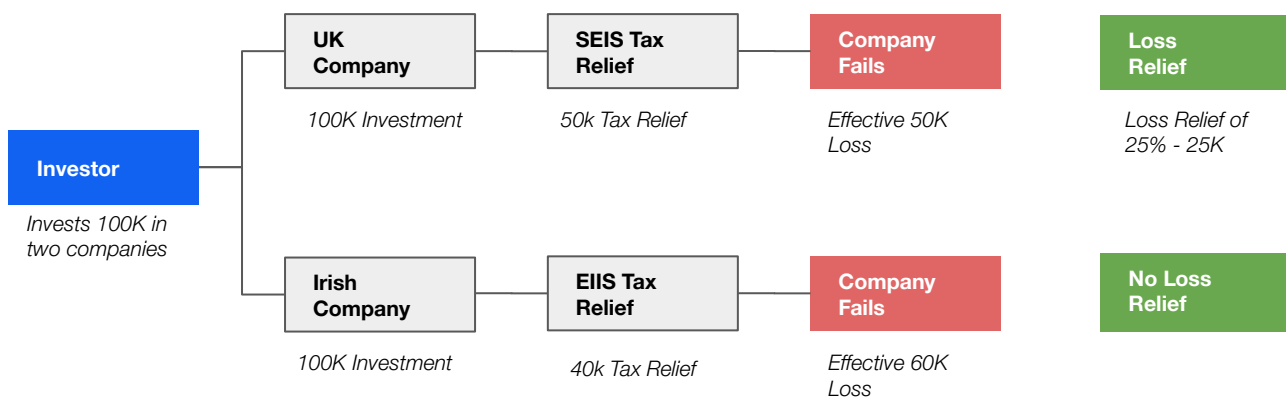 UK
Company
SEIS Tax
Relief
Company
Fails
Loss
Relief
100K Investment
50k Tax Relief
Effective 50K
Loss
Loss Relief of
25% - 25K
Investor
Invests 100K in
two companies
Irish
Company
EIIS Tax
Relief
Company
Fails
No Loss
Relief
100K Investment
40k Tax Relief
Effective 60K
Loss